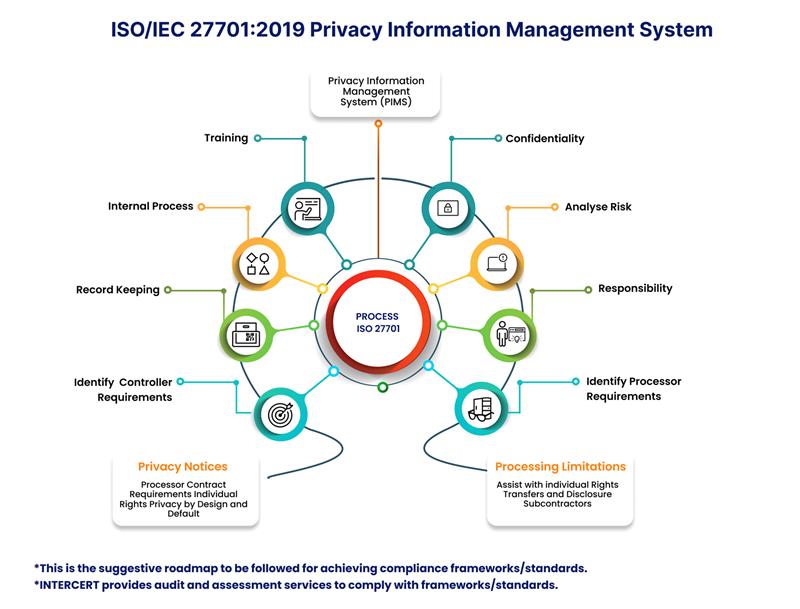 ISO/IEC 27701:2019 Privacy Information Management System
Privacy Information
Management
System (PIMS)
Training
Confidentiality
Internal Process
Analyse Risk
Record Keeping
Responsibility
PROCESS
ISO 27701
Identify Controller
Requirements
Identify Processor
Requirements
Privacy Notices
Processor Contract
Requirements Individual
Rights Privacy by Design and
Default
Processing Limitations
Assist with individual Rights
Transfers and Disclosure
Subcontractors
*This is the suggestive roadmap to be followed for achieving compliance frameworks/standards.
*INTERCERT provides audit and assessment services to comply with frameworks/standards.